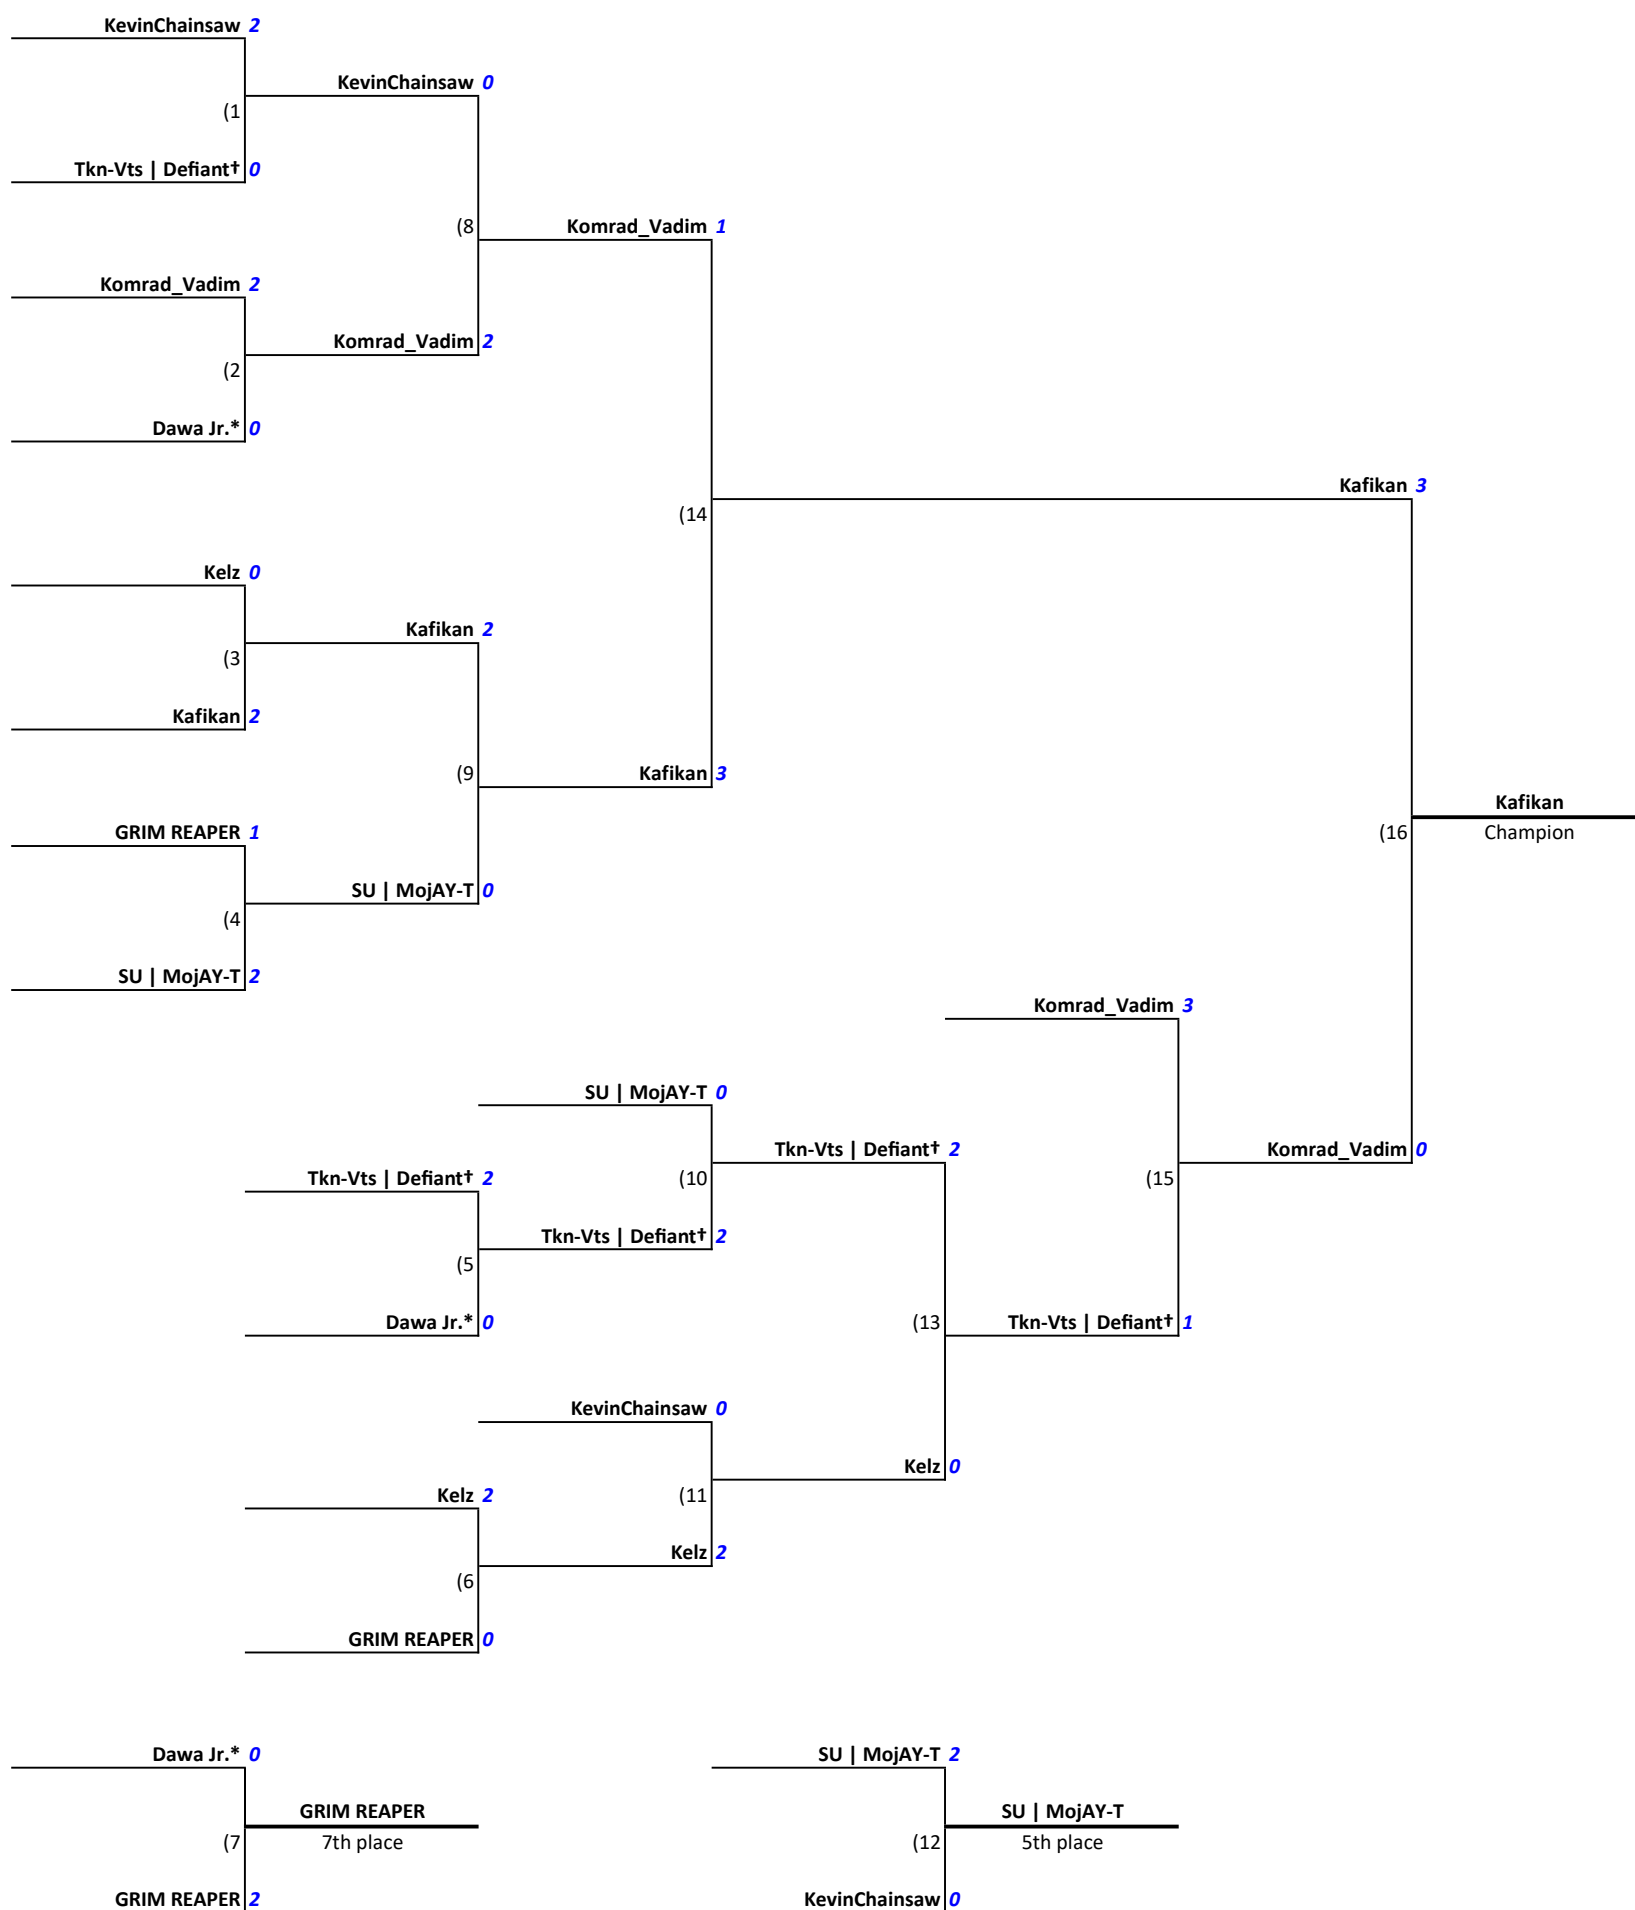 KevinChainsaw 2
KevinChainsaw 0
(1
Tkn-Vts | Defiant† 0
(8
Komrad_Vadim 1
Komrad_Vadim 2
Komrad_Vadim 2
(2
Dawa Jr.* 0
Kafikan 3
(14
Kelz 0
Kafikan 2
(3
Kafikan 2
(9
Kafikan 3
Kafikan
GRIM REAPER 1
(16
Champion
SU | MojAY-T 0
(4
SU | MojAY-T 2
Komrad_Vadim 3
SU | MojAY-T 0
Tkn-Vts | Defiant† 2
Komrad_Vadim 0
Tkn-Vts | Defiant† 2
(10
(15
Tkn-Vts | Defiant† 2
(5
Dawa Jr.* 0
(13
Tkn-Vts | Defiant† 1
KevinChainsaw 0
Kelz 0
Kelz 2
(11
Kelz 2
(6
GRIM REAPER 0
Dawa Jr.* 0
SU | MojAY-T 2
GRIM REAPER
SU | MojAY-T
(7
7th place
(12
5th place
GRIM REAPER 2
KevinChainsaw 0